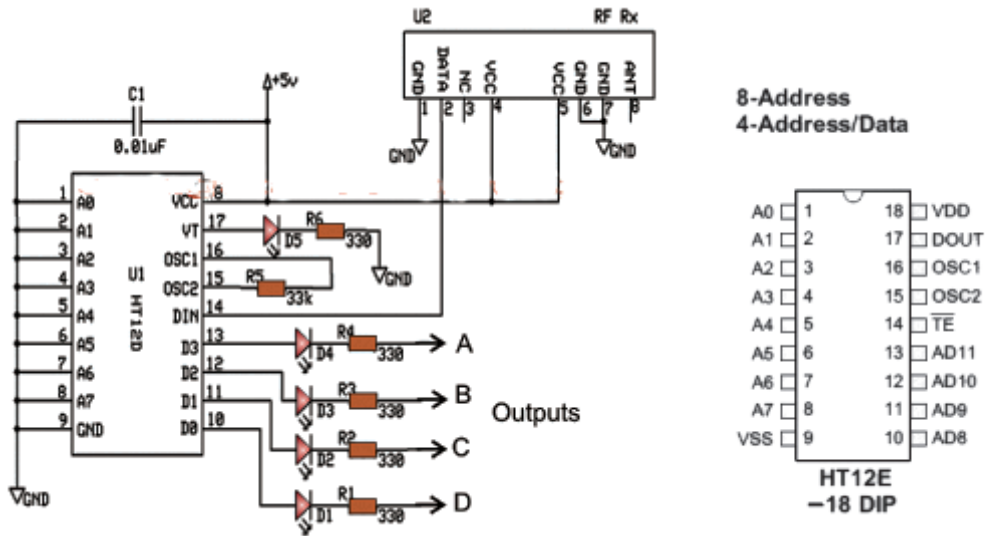 U2 RF Rx
GND DATA NC VCC VCC GND GND ANT
1 2 3 4 5 6 7 8
+5v
C1
0.01uF
GND
GND
1 A0
2 A1
3 A2
4 A3
5 A4
6 A5
7 A6
8 A7
9 GND
U1
HT12D
VCC 8
VT 17
OSC1 16
OSC2 15
DIN 14
D3 13
D2 12
D1 11
D0 10
D5
R6
330
GND
R5
33k
D4
R4
330
A
D3
R3
330
B
D2
R2
330
C
D1
R1
330
D
Outputs
GND
8-Address
4-Address/Data
A0 1 18 VDD
A1 2 17 DOUT
A2 3 16 OSC1
A3 4 15 OSC2
A4 5 14 TE
A5 6 13 AD11
A6 7 12 AD10
A7 8 11 AD9
VSS 9 10 AD8
HT12E
–18 DIP